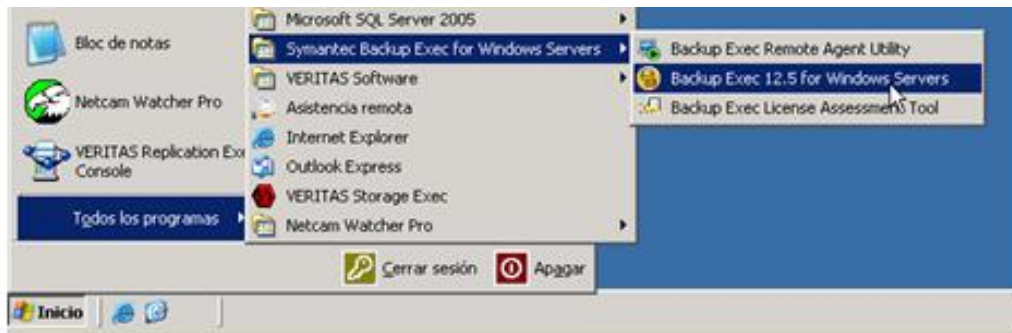 Bloc de notas
Netcam Watcher Pro
VERITAS Replication Exe
Console
Todos los programas
Microsoft SQL Server 2005
Symantec Backup Exec for Windows Servers
VERITAS Software
Asistencia remota
Internet Explorer
Outlook Express
VERITAS Storage Exec
Netcam Watcher Pro
Backup Exec Remote Agent Utility
Backup Exec 12.5 for Windows Servers
Backup Exec License Assessment Tool
Cerrar sesión
Apagar
Inicio